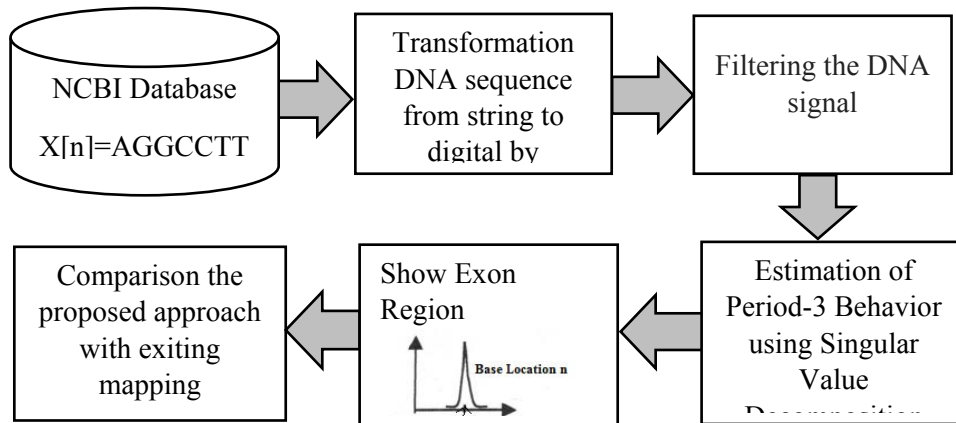 NCBI Database
X[n]=AGGCCTT
Transformation
DNA sequence
from string to
digital by
Filtering the DNA
signal
Estimation of
Period-3 Behavior
using Singular
Value
Decomposition
Show Exon
Region
Base Location n
Comparison the
proposed approach
with exiting
mapping